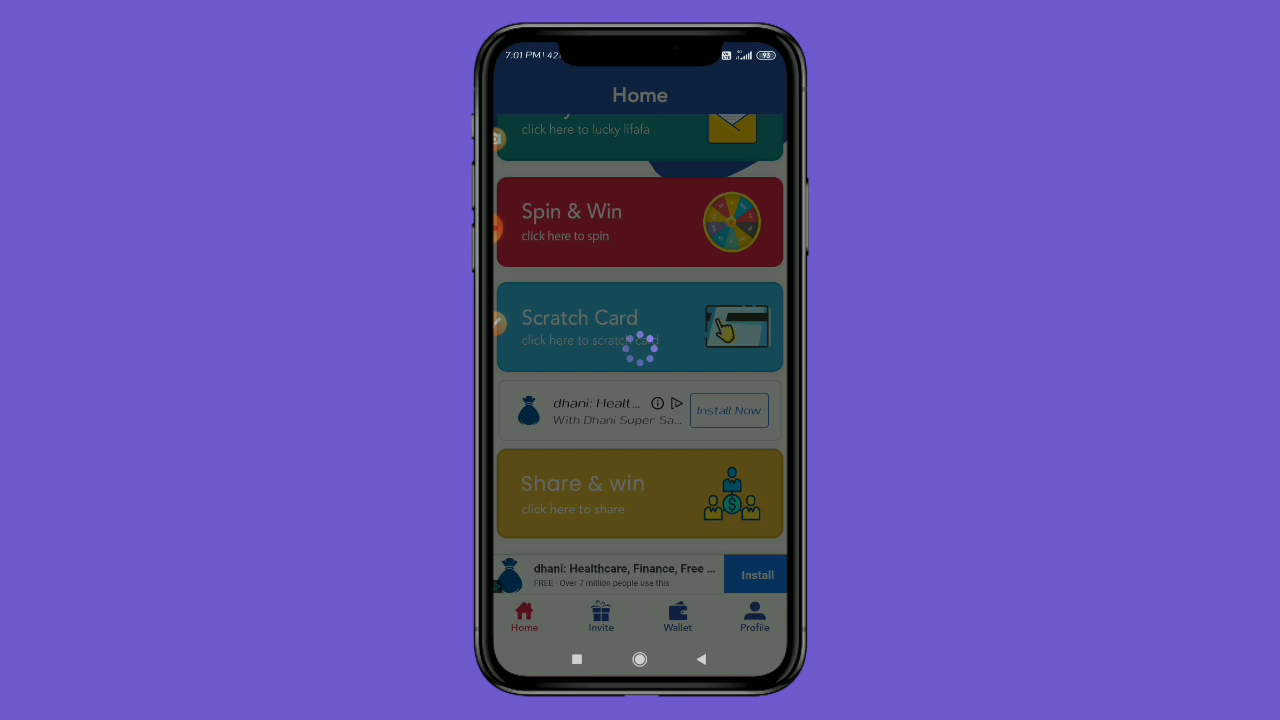 7:01 PM
93
Home
click here to lucky lifafa
Spin & Win
click here to spin
Scratch Card
click here to scratch card
dhani: Healt...
With Dhani Super Sa...
Install Now
Share & win
click here to share
dhani: Healthcare, Finance, Free ...
FREE · Over 7 million people use this
Install
Home
Invite
Wallet
Profile